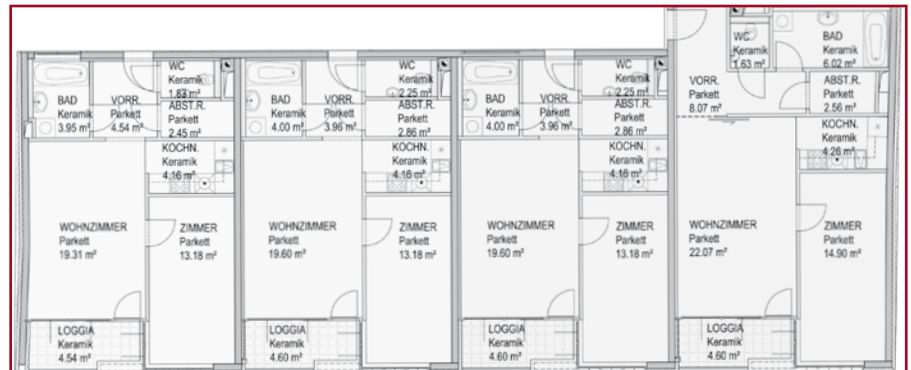 WC
Keramik
1.83 m²
BAD
Keramik
3.95 m²
VORR.
Parkett
4.54 m²
ABST.R.
Parkett
2.45 m²
KOCHN.
Keramik
4.16 m²
WOHNZIMMER
Parkett
19.31 m²
ZIMMER
Parkett
13.18 m²
LOGGIA
Keramik
4.54 m²
WC
Keramik
2.25 m²
BAD
Keramik
4.00 m²
VORR.
Parkett
3.96 m²
ABST.R.
Parkett
2.86 m²
KOCHN.
Keramik
4.16 m²
WOHNZIMMER
Parkett
19.60 m²
ZIMMER
Parkett
13.18 m²
LOGGIA
Keramik
4.60 m²
WC
Keramik
2.25 m²
BAD
Keramik
4.00 m²
VORR.
Parkett
3.96 m²
ABST.R.
Parkett
2.86 m²
KOCHN.
Keramik
4.16 m²
WOHNZIMMER
Parkett
19.60 m²
ZIMMER
Parkett
13.18 m²
LOGGIA
Keramik
4.60 m²
WC
Keramik
1.63 m²
BAD
Keramik
6.02 m²
VORR.
Parkett
8.07 m²
ABST.R.
Parkett
2.56 m²
KOCHN.
Keramik
4.26 m²
WOHNZIMMER
Parkett
22.07 m²
ZIMMER
Parkett
14.90 m²
LOGGIA
Keramik
4.60 m²